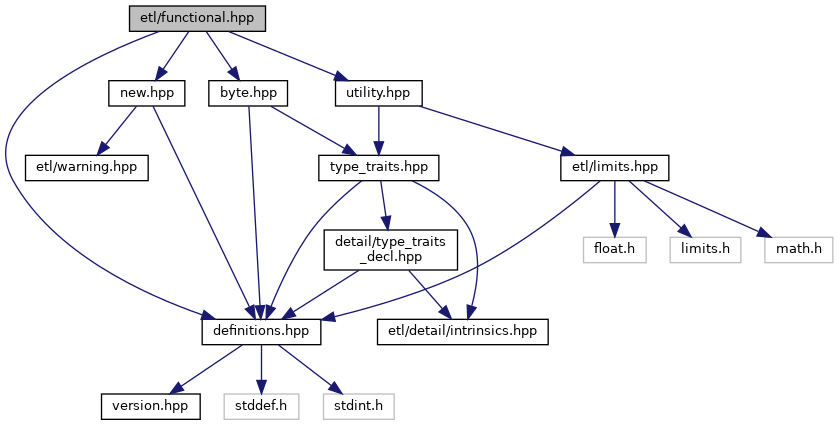 etl/functional.hpp
new.hpp
byte.hpp
utility.hpp
etl/warning.hpp
type_traits.hpp
etl/limits.hpp
detail/type_traits
_decl.hpp
float.h
limits.h
math.h
definitions.hpp
etl/detail/intrinsics.hpp
version.hpp
stddef.h
stdint.h